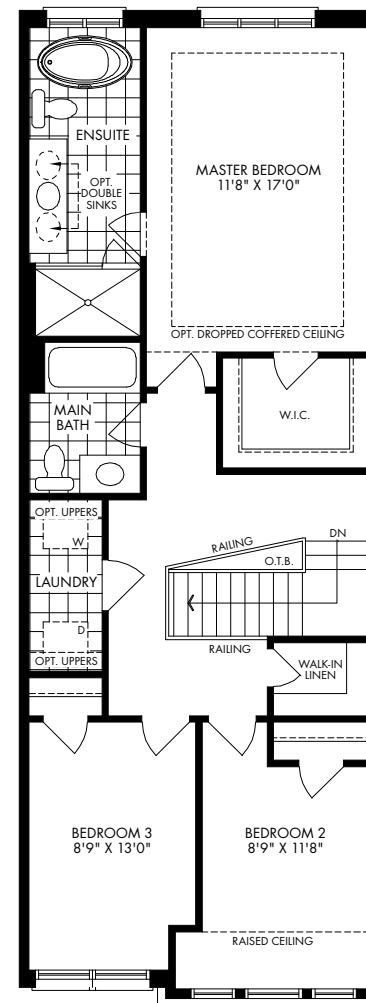 ENSUITE
OPT.
DOUBLE
SINKS
MASTER BEDROOM
11'8" X 17'0"
OPT. DROPPED COFFERED CEILING
MAIN
BATH
W.I.C.
OPT. UPPERS
W
LAUNDRY
D
OPT. UPPERS
RAILING
O.T.B.
DN
RAILING
WALK-IN
LINEN
BEDROOM 3
8'9" X 13'0"
BEDROOM 2
8'9" X 11'8"
RAISED CEILING